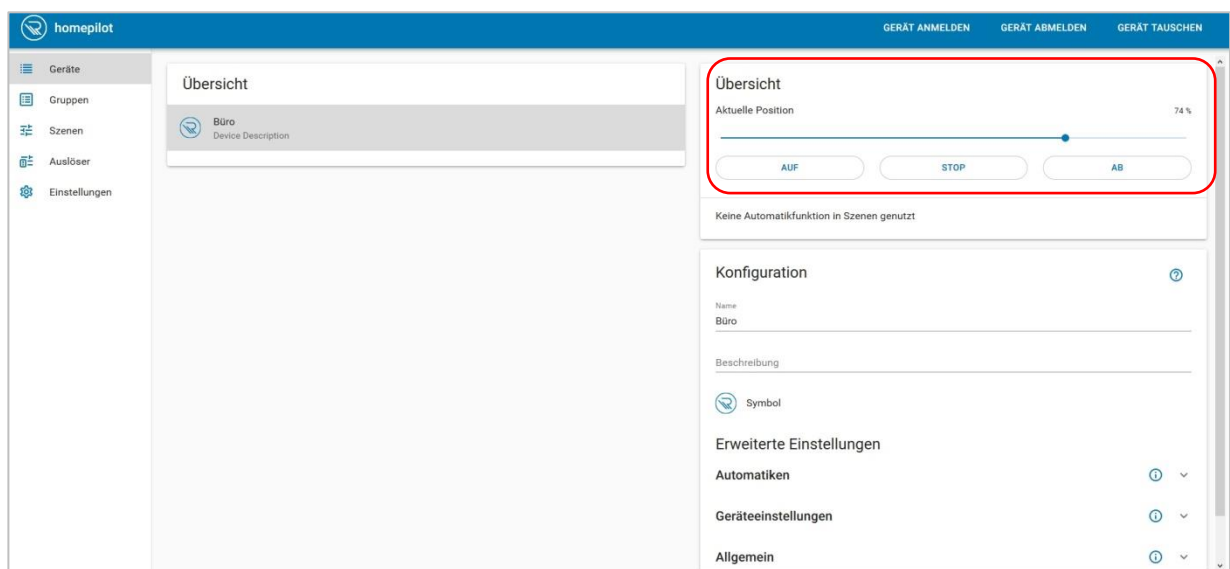 homepilot
GERÄT ANMELDEN GERÄT ABMELDEN GERÄT TAUSCHEN
Geräte
Gruppen
Szenen
Auslöser
Einstellungen
Übersicht
Büro
Device Description
Übersicht
Aktuelle Position 74 %
AUF STOP AB
Keine Automatikfunktion in Szenen genutzt
Konfiguration
Name
Büro
Beschreibung
Symbol
Erweiterte Einstellungen
Automatiken
Geräteeinstellungen
Allgemein